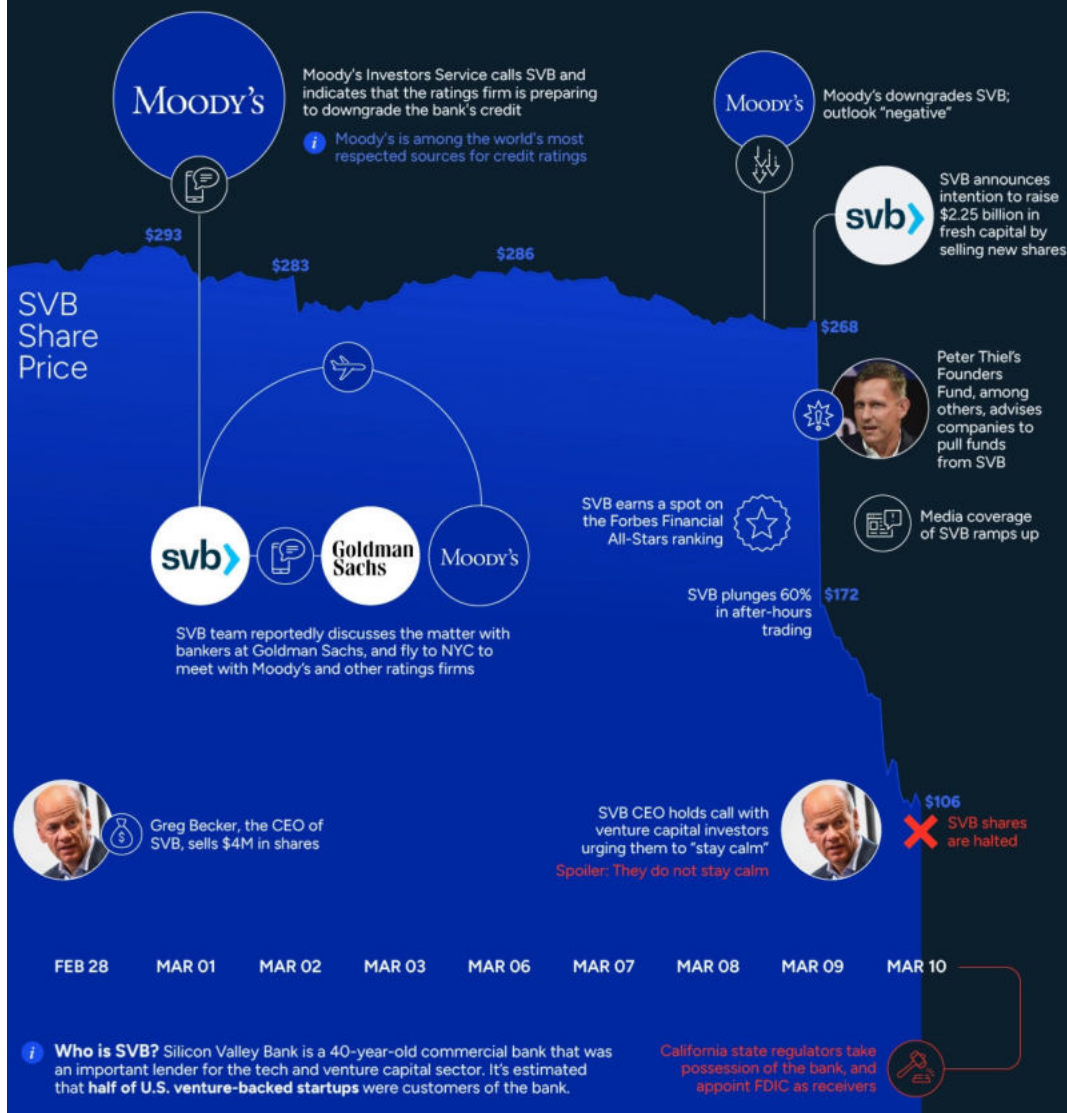 MOODY'S
Moody's Investors Service calls SVB and
indicates that the ratings firm is preparing
to downgrade the bank's credit
i
Moody's is among the world's most
respected sources for credit ratings
MOODY'S
Moody's downgrades SVB;
outlook "negative"
svb
SVB announces
intention to raise
$2.25 billion in
fresh capital by
selling new shares
$293
$283
$286
$268
SVB
Share
Price
Peter Thiel's
Founders
Fund, among
others, advises
companies to
pull funds
from SVB
svb
Goldman
Sachs
MOODY'S
SVB team reportedly discusses the matter with
bankers at Goldman Sachs, and fly to NYC to
meet with Moody's and other ratings firms
SVB earns a spot on
the Forbes Financial
All-Stars ranking
Media coverage
of SVB ramps up
SVB plunges 60%
in after-hours
trading
$172
Greg Becker, the CEO of
SVB, sells $4M in shares
SVB CEO holds call with
venture capital investors
urging them to "stay calm"
Spoiler: They do not stay calm
$106
SVB shares
are halted
FEB 28
MAR 01
MAR 02
MAR 03
MAR 06
MAR 07
MAR 08
MAR 09
MAR 10
i
Who is SVB? Silicon Valley Bank is a 40-year-old commercial bank that was
an important lender for the tech and venture capital sector. It's estimated
that half of U.S. venture-backed startups were customers of the bank.
California state regulators take
possession of the bank, and
appoint FDIC as receivers